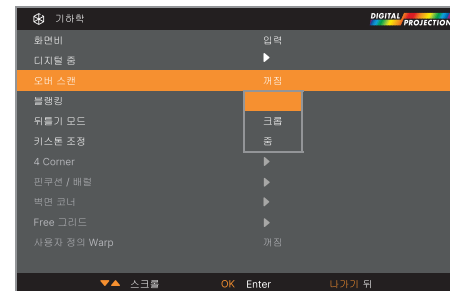 기하학
DIGITAL PROJECTION
화면비 입력
디지털 줌
오버 스캔 꺼짐
블랭킹
뒤틀기 모드 크롭
키스톤 조정 줌
4 Corner
핀쿠션 / 배럴
벽면 코너
Free 그리드
사용자 정의 Warp 꺼짐
스크롤 OK Enter 나가기 뒤